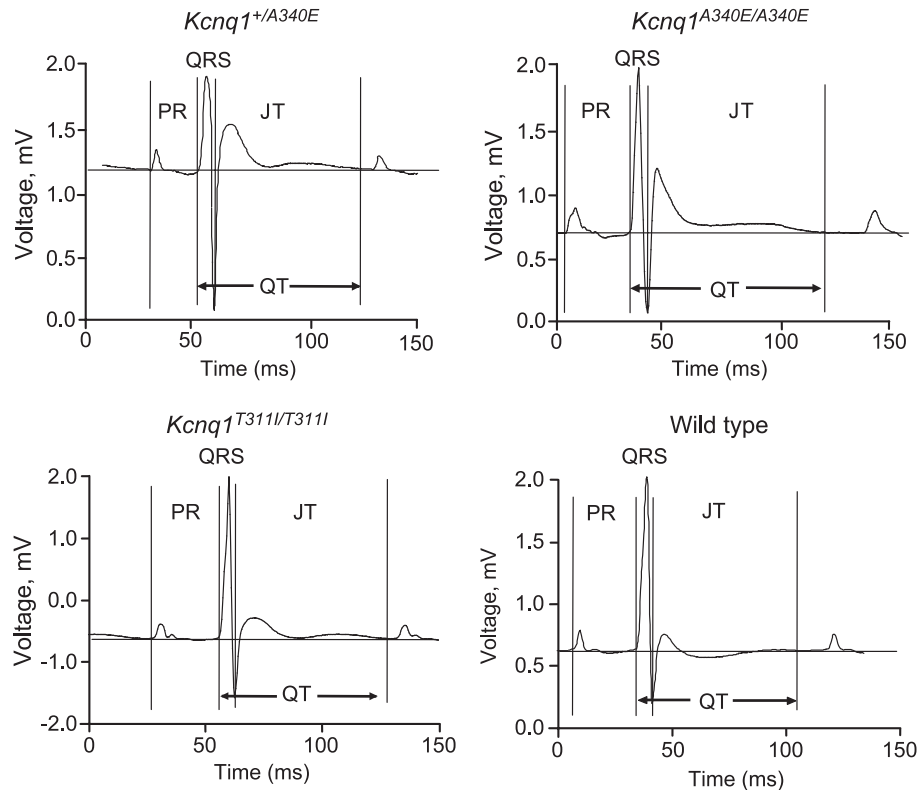 Kcnq1+/A340E
QRS
PR
JT
QT
2.0
1.5
1.0
0.5
0.0
Voltage, mV
0
50
100
150
Time (ms)
Kcnq1A340E/A340E
QRS
PR
JT
QT
2.0
1.5
1.0
0.5
0.0
Voltage, mV
0
50
100
150
Time (ms)
Kcnq1T311I/T311I
QRS
PR
JT
QT
2.0
1.0
0.0
-1.0
-2.0
Voltage, mV
0
50
100
150
Time (ms)
Wild type
QRS
PR
JT
QT
2.0
1.5
1.0
0.5
0.0
Voltage, mV
0
50
100
150
Time (ms)